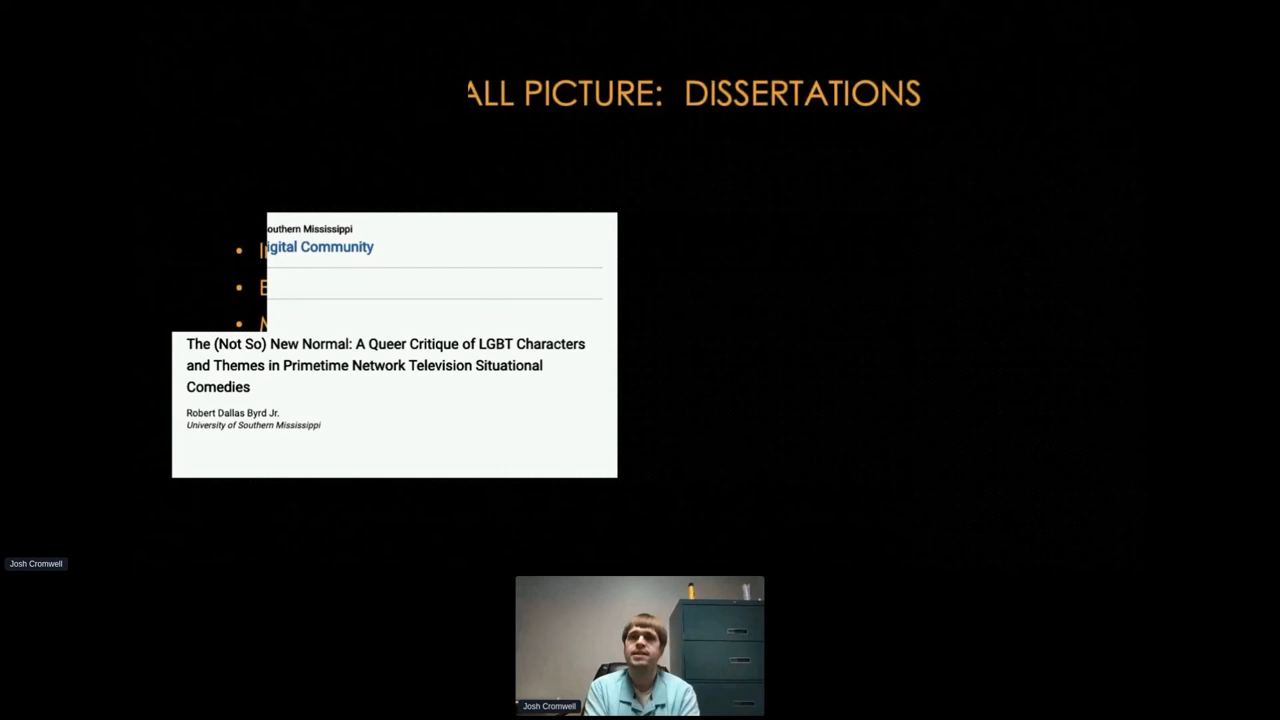 ALL PICTURE: DISSERTATIONS
outhern Mississippi
igital Community
The (Not So) New Normal: A Queer Critique of LGBT Characters
and Themes in Primetime Network Television Situational
Comedies
Robert Dallas Byrd Jr.
University of Southern Mississippi
Josh Cromwell
Josh Cromwell